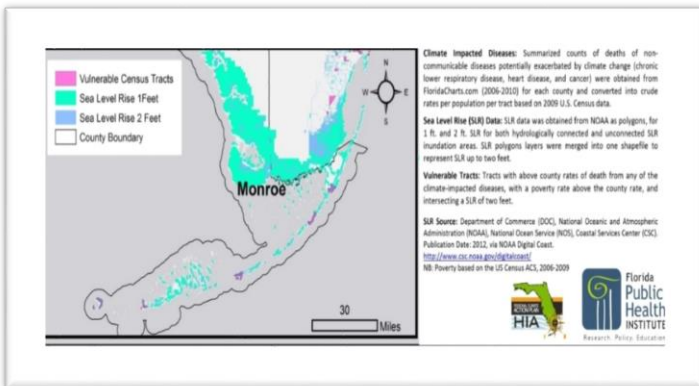 Vulnerable Census Tracts
Sea Level Rise 1Feet
Sea Level Rise 2 Feet
County Boundary
N
W
E
S
Monroe
30
Miles
Climate Impacted Diseases: Summarized counts of deaths of non-
communicable diseases potentially exacerbated by climate change (chronic
lower respiratory disease, heart disease, and cancer) were obtained from
FloridaCharts.com (2006-2010) for each county and converted into crude
rates per population per tract based on 2009 U.S. Census data.
Sea Level Rise (SLR) Data: SLR data was obtained from NOAA as polygons, for
1 ft. and 2 ft. SLR for both hydrologically connected and unconnected SLR
inundation areas. SLR polygons layers were merged into one shapefile to
represent SLR up to two feet.
Vulnerable Tracts: Tracts with above county rates of death from any of the
climate-impacted diseases, with a poverty rate above the county rate, and
intersecting a SLR of two feet.
SLR Source: Department of Commerce (DOC), National Oceanic and Atmospheric
Administration (NOAA), National Ocean Service (NOS), Coastal Services Center (CSC).
Publication Date: 2012, via NOAA Digital Coast.
http://www.csc.noaa.gov/digitalcoast/
NB: Poverty based on the US Census ACS, 2006-2009
HIA
Florida
Public
Health
INSTITUTE
Research. Policy. Education